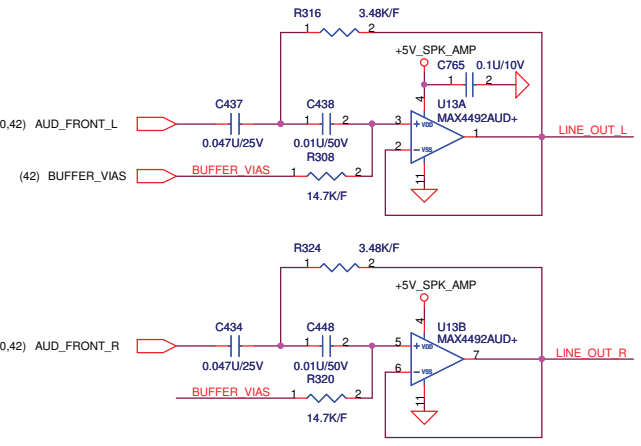 R316 3.48K/F
1 2
+5V_SPK_AMP
C765 0.1U/10V
1 2
4
U13A
MAX4492AUD+
C437 C438
0,42) AUD_FRONT_L
1 2
3 + VDD
1
LINE_OUT_L
0.047U/25V 0.01U/50V
2 - VSS
R308
(42) BUFFER_VIAS
BUFFER_VIAS
1 2
11
14.7K/F
R324 3.48K/F
1 2
+5V_SPK_AMP
4
U13B
MAX4492AUD+
C434 C448
0,42) AUD_FRONT_R
1 2
5 + VDD
7
LINE_OUT_R
0.047U/25V 0.01U/50V
6 - VSS
R320
BUFFER_VIAS
1 2
11
14.7K/F